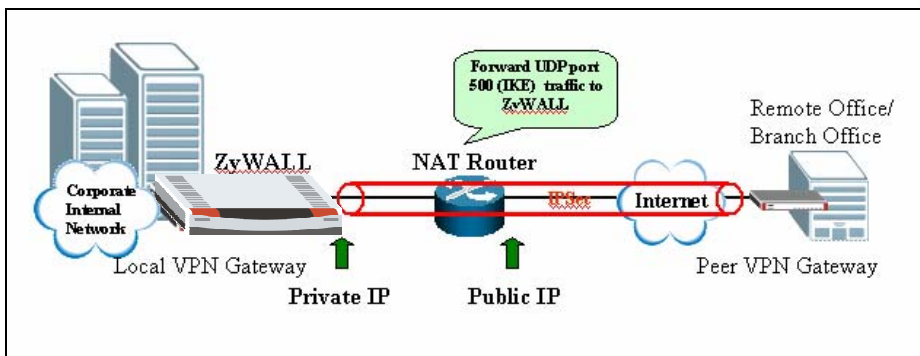 Forward UDP port
500 (IKE) traffic to
ZyWALL
Remote Office/
Branch Office
ZyWALL
NAT Router
Corporate
Internal
Network
IPSec
Internet
Local VPN Gateway
Peer VPN Gateway
Private IP
Public IP